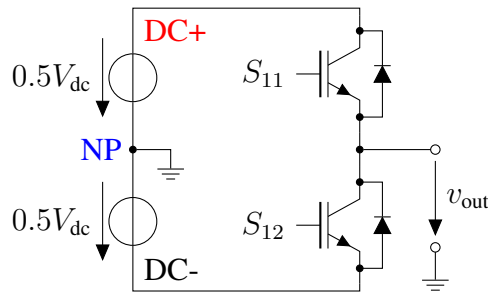 DC+
0.5V_dc
S_11
NP
0.5V_dc
S_12
v_out
DC-